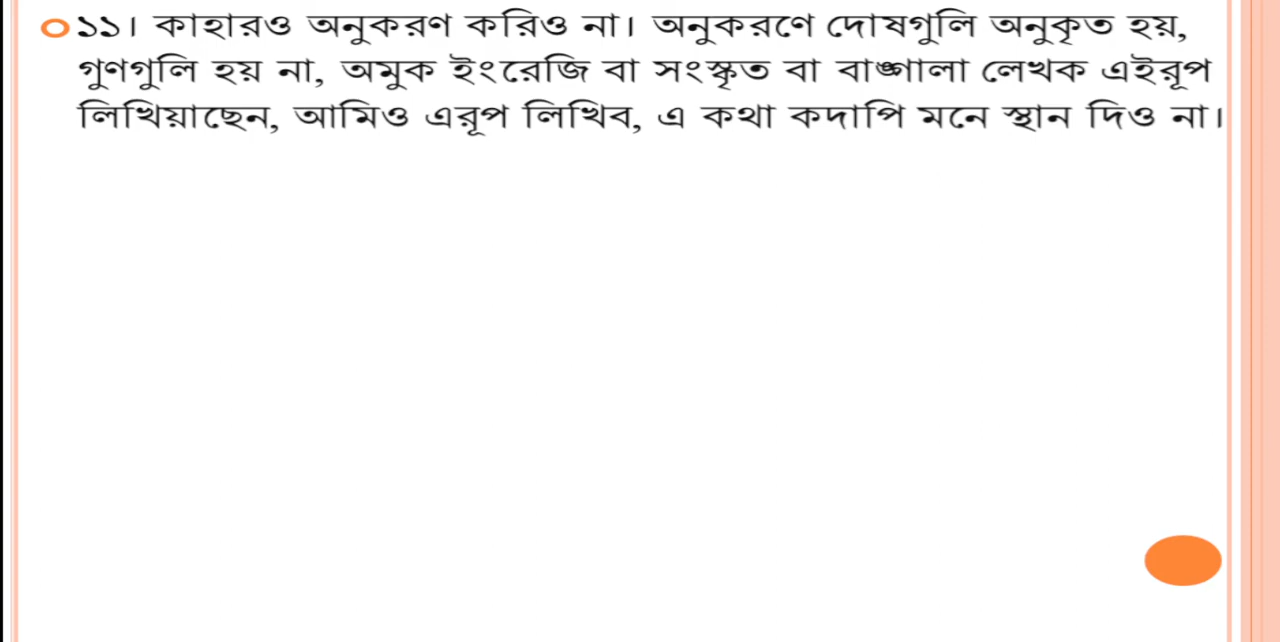 ১১। কাহারও অনুকরণ করিও না। অনুকরণে দোষগুলি অনুকৃত হয়,
গুণগুলি হয় না, অমুক ইংরেজি বা সংস্কৃত বা বাঙ্গালা লেখক এইরূপ
লিখিয়াছেন, আমিও এরূপ লিখিব, এ কথা কদাপি মনে স্থান দিও না।